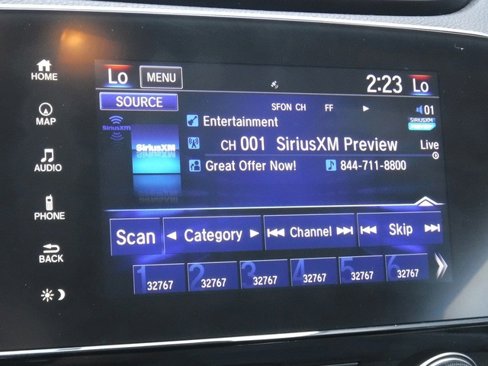 Lo MENU 2:23 Lo
HOME
SOURCE SFON CH FF 01
SiriusXM Entertainment SIRIUSXM
MAP
SiriusXM CH 001 SiriusXM Preview Live
AUDIO Great Offer Now! 844-711-8800
PHONE
Scan Category Channel Skip
BACK
1 2 3 4 5 6
32767 32767 32767 32767 32767 32767